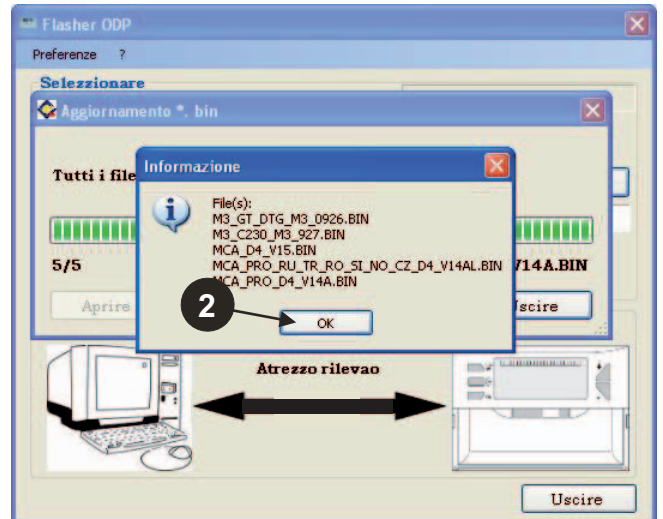 Flasher ODP
Preferenze ?
Selezzionare
Aggiornamento *. bin
Tutti i file
Informazione
File(s):
M3_GT_DTG_M3_0926.BIN
M3_C230_M3_927.BIN
MCA_D4_V15.BIN
MCA_PRO_RU_TR_RO_SI_NO_CZ_D4_V14AL.BIN
MCA_PRO_D4_V14A.BIN
5/5
V14A.BIN
Aprire
2
OK
Uscire
Atrezzo rilevao
Uscire